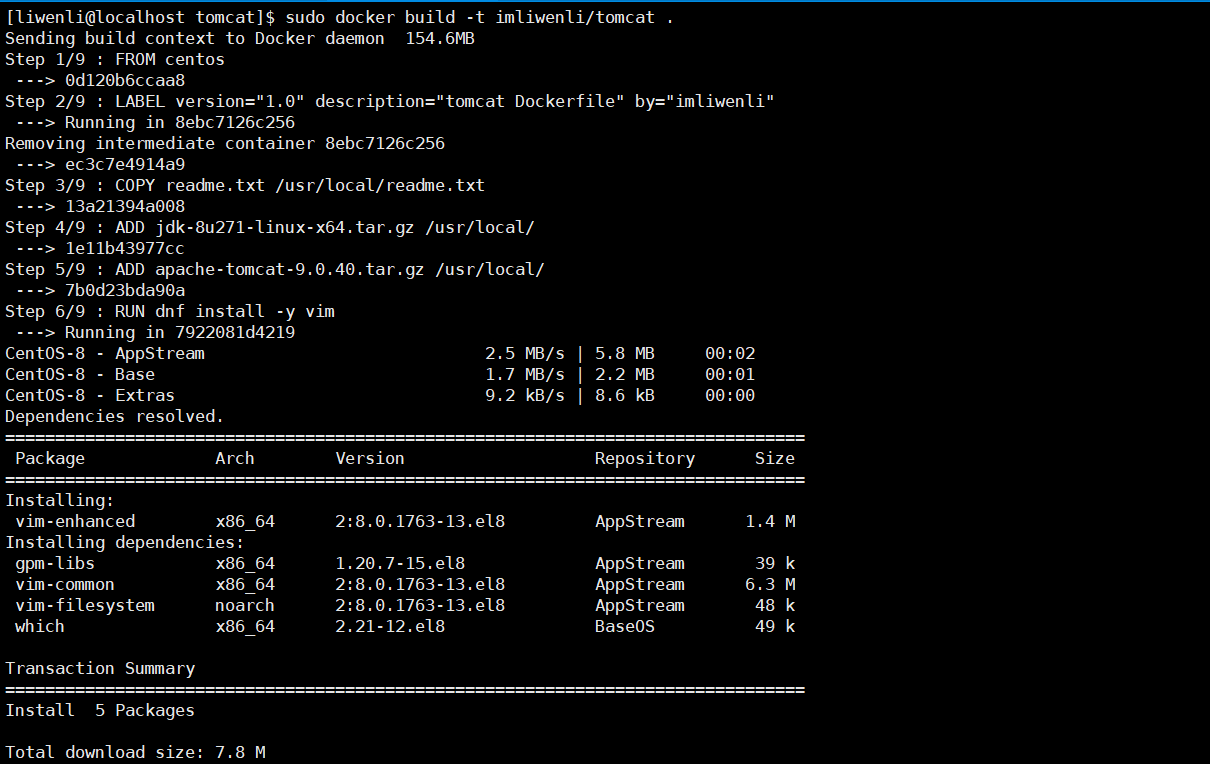 [liwenli@localhost tomcat]$ sudo docker build -t imliwenli/tomcat .
Sending build context to Docker daemon  154.6MB
Step 1/9 : FROM centos
 ---> 0d120b6ccaa8
Step 2/9 : LABEL version="1.0" description="tomcat Dockerfile" by="imliwenli"
 ---> Running in 8ebc7126c256
Removing intermediate container 8ebc7126c256
 ---> ec3c7e4914a9
Step 3/9 : COPY readme.txt /usr/local/readme.txt
 ---> 13a21394a008
Step 4/9 : ADD jdk-8u271-linux-x64.tar.gz /usr/local/
 ---> 1e11b43977cc
Step 5/9 : ADD apache-tomcat-9.0.40.tar.gz /usr/local/
 ---> 7b0d23bda90a
Step 6/9 : RUN dnf install -y vim
 ---> Running in 7922081d4219
CentOS-8 - AppStream                            2.5 MB/s | 5.8 MB     00:02
CentOS-8 - Base                                 1.7 MB/s | 2.2 MB     00:01
CentOS-8 - Extras                               9.2 kB/s | 8.6 kB     00:00
Dependencies resolved.
================================================================================
 Package             Arch        Version                   Repository      Size
================================================================================
Installing:
 vim-enhanced        x86_64      2:8.0.1763-13.el8         AppStream      1.4 M
Installing dependencies:
 gpm-libs            x86_64      1.20.7-15.el8             AppStream       39 k
 vim-common          x86_64      2:8.0.1763-13.el8         AppStream      6.3 M
 vim-filesystem      noarch      2:8.0.1763-13.el8         AppStream       48 k
 which               x86_64      2.21-12.el8               BaseOS          49 k

Transaction Summary
================================================================================
Install  5 Packages

Total download size: 7.8 M